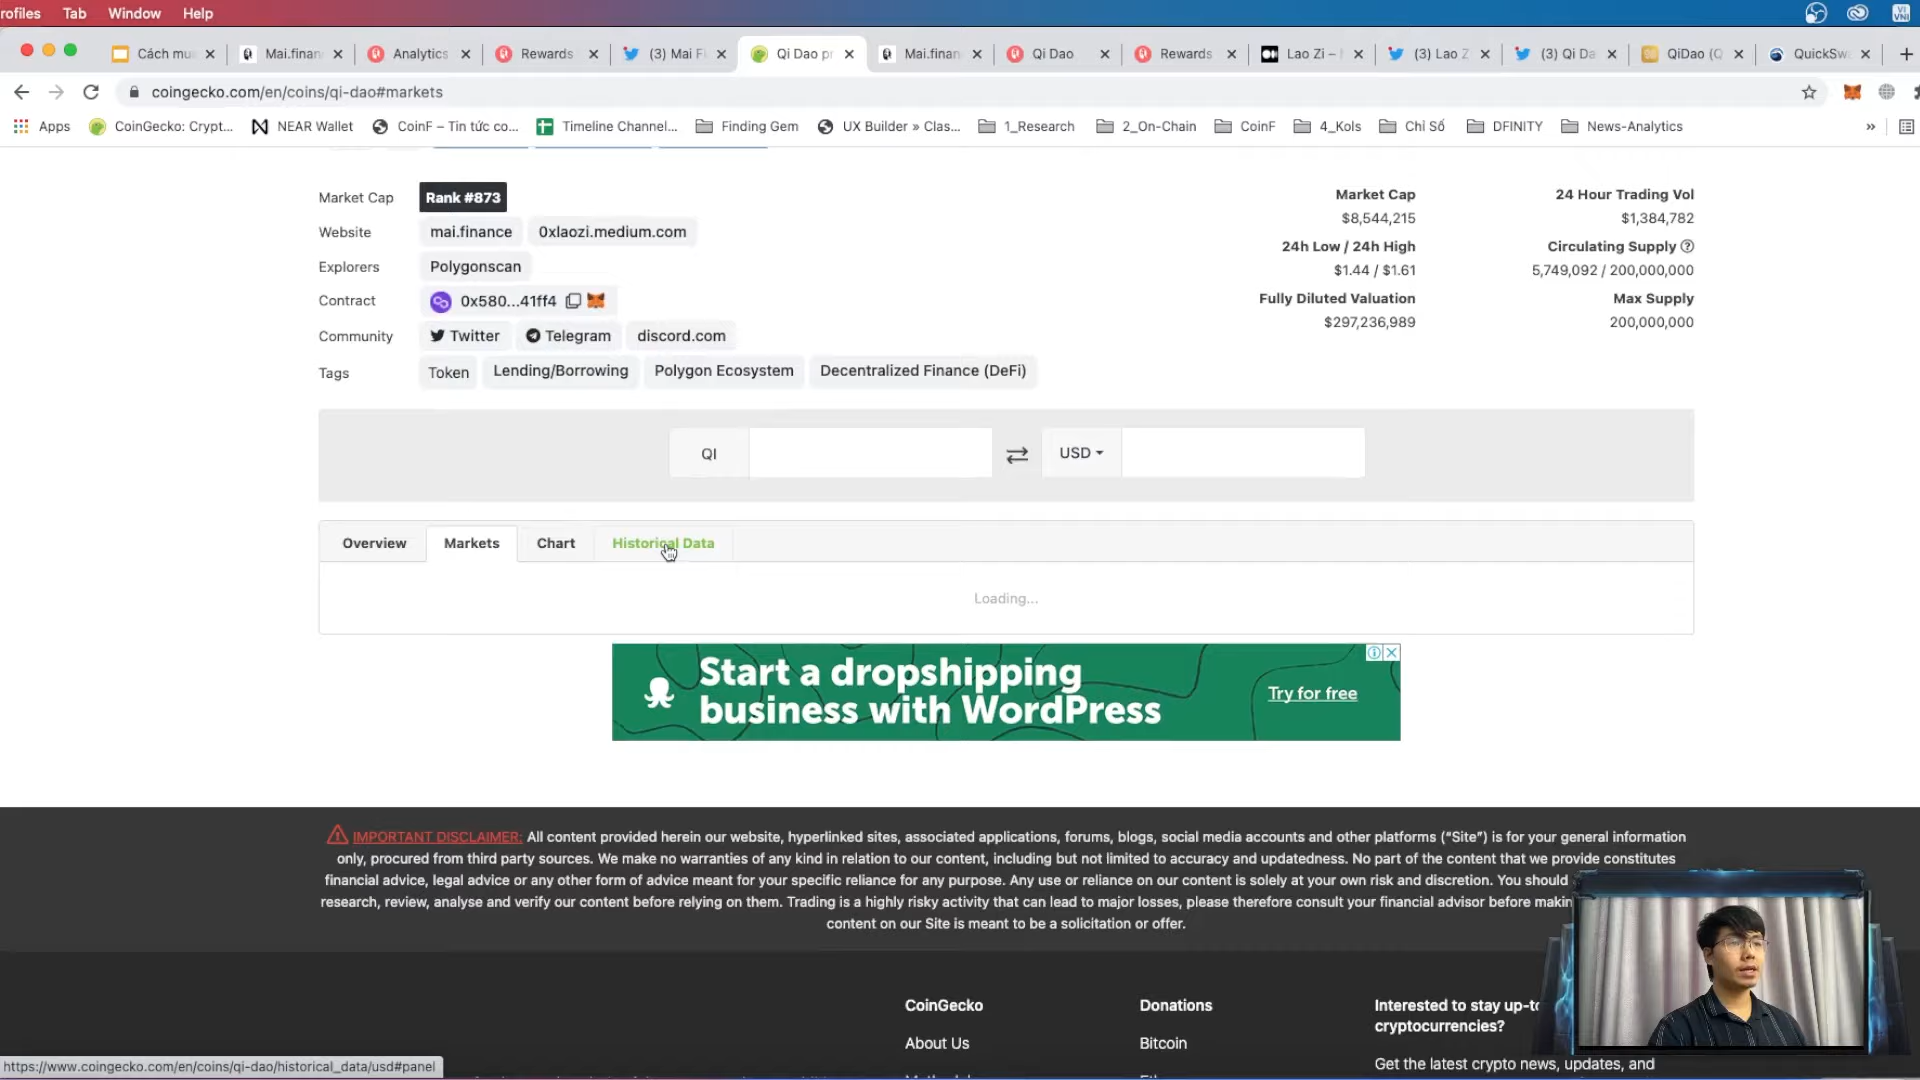 rofiles Tab Window Help
VI
VNI
Cách mu Mai.finan Analytics Rewards (3) Mai F Qi Dao pr Mai.finan Qi Dao Rewards Lao Zi – (3) Lao Z (3) Qi Da QiDao (Q QuickSw
coingecko.com/en/coins/qi-dao#markets
Apps CoinGecko: Crypt... NEAR Wallet CoinF – Tin tức co... Timeline Channel... Finding Gem UX Builder » Clas... 1_Research 2_On-Chain CoinF 4_Kols Chỉ Số DFINITY News-Analytics »
Market Cap Rank #873
Website mai.finance 0xlaozi.medium.com
Explorers Polygonscan
Contract 0x580...41ff4
Community Twitter Telegram discord.com
Tags Token Lending/Borrowing Polygon Ecosystem Decentralized Finance (DeFi)
Market Cap 24 Hour Trading Vol
$8,544,215 $1,384,782
24h Low / 24h High Circulating Supply
$1.44 / $1.61 5,749,092 / 200,000,000
Fully Diluted Valuation Max Supply
$297,236,989 200,000,000
QI USD
Overview Markets Chart Historical Data
Loading...
Start a dropshipping
business with WordPress
Try for free
IMPORTANT DISCLAIMER: All content provided herein our website, hyperlinked sites, associated applications, forums, blogs, social media accounts and other platforms (“Site”) is for your general information
only, procured from third party sources. We make no warranties of any kind in relation to our content, including but not limited to accuracy and updatedness. No part of the content that we provide constitutes
financial advice, legal advice or any other form of advice meant for your specific reliance for any purpose. Any use or reliance on our content is solely at your own risk and discretion. You should
research, review, analyse and verify our content before relying on them. Trading is a highly risky activity that can lead to major losses, please therefore consult your financial advisor before makin
content on our Site is meant to be a solicitation or offer.
CoinGecko Donations Interested to stay up-to
cryptocurrencies?
About Us Bitcoin
Get the latest crypto news, updates, and
https://www.coingecko.com/en/coins/qi-dao/historical_data/usd#panel